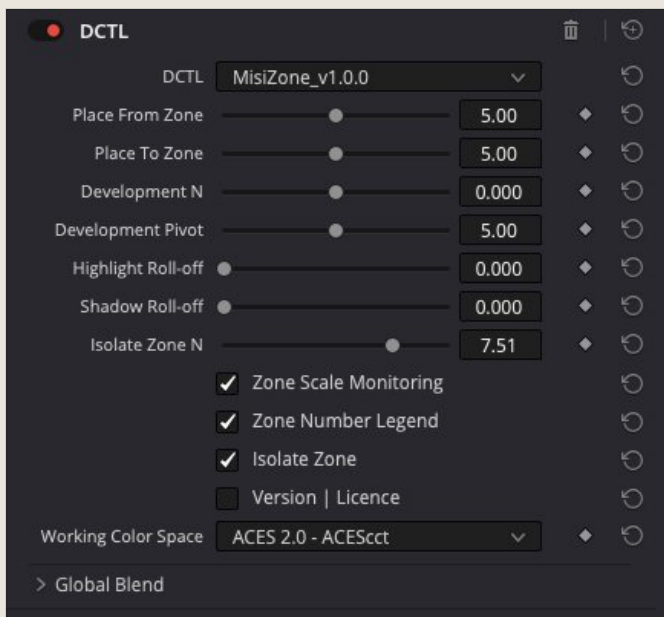 DCTL
DCTL MisiZone_v1.0.0
Place From Zone 5.00
Place To Zone 5.00
Development N 0.000
Development Pivot 5.00
Highlight Roll-off 0.000
Shadow Roll-off 0.000
Isolate Zone N 7.51
Zone Scale Monitoring
Zone Number Legend
Isolate Zone
Version | Licence
Working Color Space ACES 2.0 - ACEScct
> Global Blend